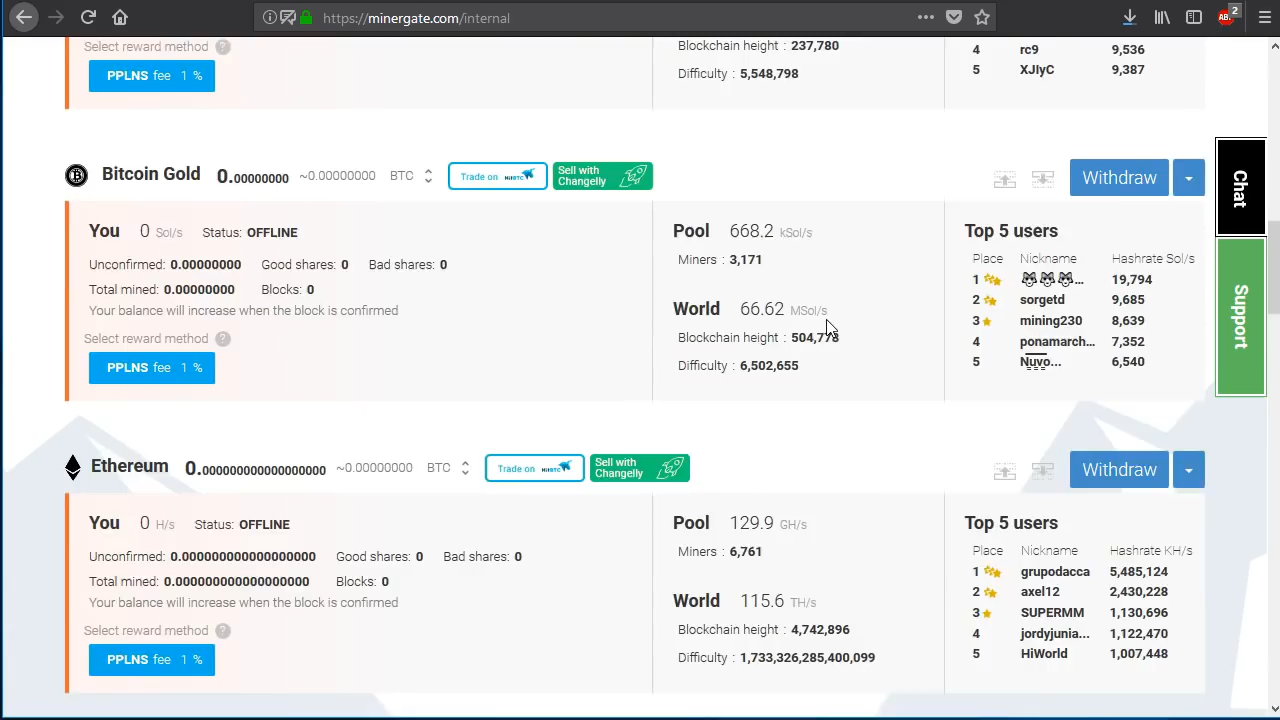 https://minergate.com/internal
2
Select reward method ?
PPLNS fee 1 %
Blockchain height : 237,780
Difficulty : 5,548,798
4 rc9 9,536
5 XJIyC 9,387
Bitcoin Gold 0.00000000 ~0.00000000 BTC
Trade on HitBTC
Sell with
Changelly
Withdraw
You 0 Sol/s Status: OFFLINE
Unconfirmed: 0.00000000 Good shares: 0 Bad shares: 0
Total mined: 0.00000000 Blocks: 0
Your balance will increase when the block is confirmed
Select reward method ?
PPLNS fee 1 %
Pool 668.2 kSol/s
Miners : 3,171
World 66.62 MSol/s
Blockchain height : 504,778
Difficulty : 6,502,655
Top 5 users
Place Nickname Hashrate Sol/s
1 🐺🐺🐺... 19,794
2 sorgetd 9,685
3 mining230 8,639
4 ponamarch... 7,352
5 Nuvo... 6,540
Chat
Support
Ethereum 0.000000000000000000 ~0.00000000 BTC
Trade on HitBTC
Sell with
Changelly
Withdraw
You 0 H/s Status: OFFLINE
Unconfirmed: 0.000000000000000000 Good shares: 0 Bad shares: 0
Total mined: 0.000000000000000000 Blocks: 0
Your balance will increase when the block is confirmed
Select reward method ?
PPLNS fee 1 %
Pool 129.9 GH/s
Miners : 6,761
World 115.6 TH/s
Blockchain height : 4,742,896
Difficulty : 1,733,326,285,400,099
Top 5 users
Place Nickname Hashrate KH/s
1 grupodacca 5,485,124
2 axel12 2,430,228
3 SUPERMM 1,130,696
4 jordyjunia... 1,122,470
5 HiWorld 1,007,448